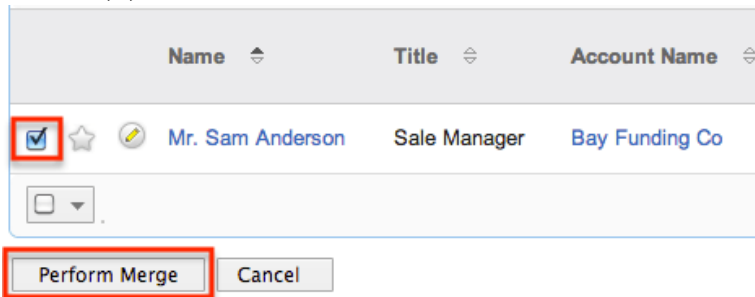 Name Title Account Name
Mr. Sam Anderson Sale Manager Bay Funding Co
Perform Merge Cancel